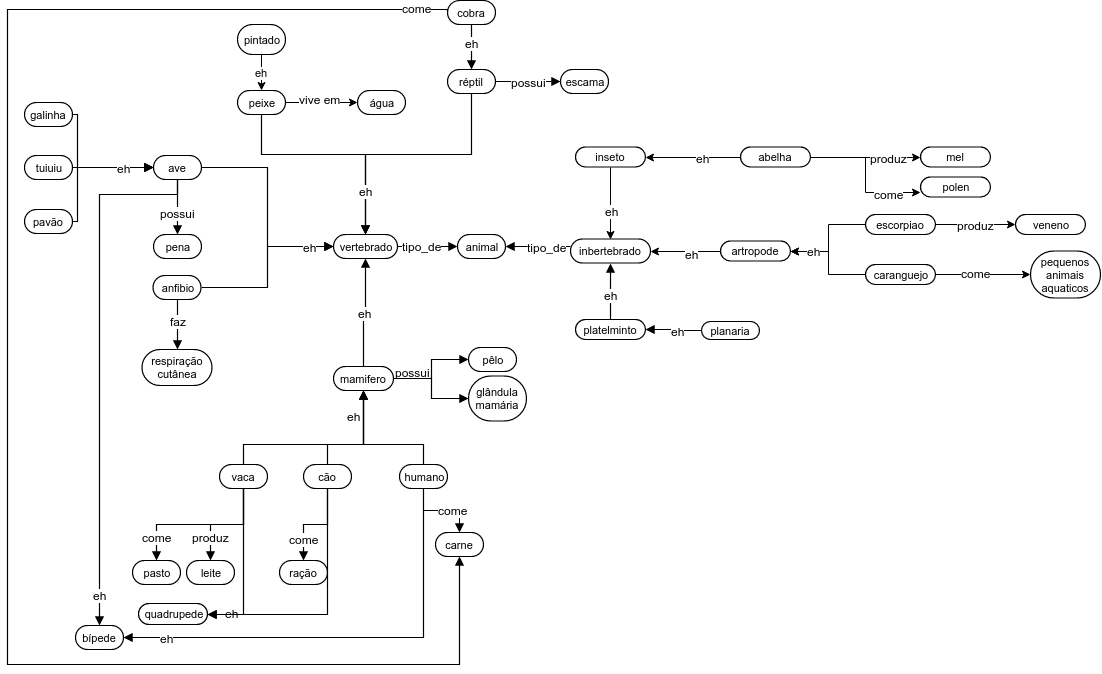 come
cobra
pintado
eh
eh
réptil
possui
escama
peixe
vive em
água
galinha
tuiuiu
eh
ave
pavão
possui
pena
eh
inseto
eh
abelha
produz
mel
come
polen
eh
vertebrado
tipo_de
animal
tipo_de
eh
inbertebrado
eh
artropode
eh
escorpiao
produz
veneno
caranguejo
come
pequenos
animais
aquaticos
anfibio
eh
faz
respiração
cutânea
eh
platelminto
eh
planaria
mamifero
possui
pêlo
glândula
mamária
eh
vaca
cão
humano
come
produz
come
come
carne
pasto
leite
ração
eh
quadrupede
eh
bípede
eh